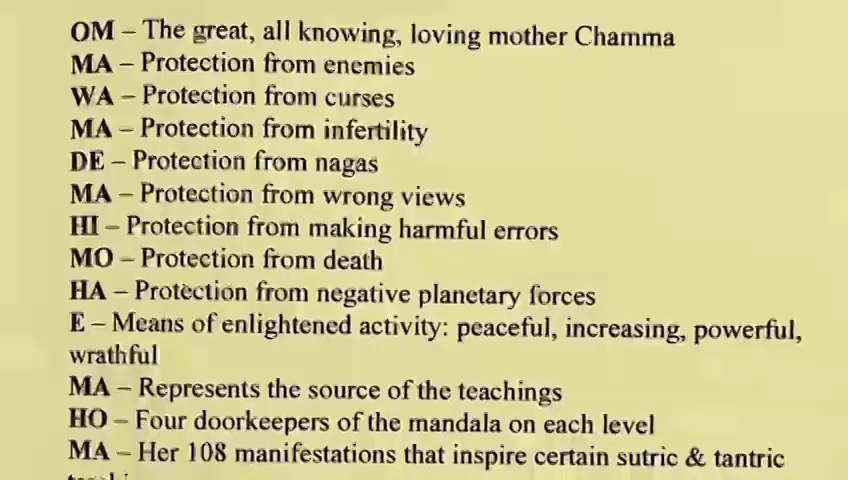 OM – The great, all knowing, loving mother Chamma
MA – Protection from enemies
WA – Protection from curses
MA – Protection from infertility
DE – Protection from nagas
MA – Protection from wrong views
HI – Protection from making harmful errors
MO – Protection from death
HA – Protection from negative planetary forces
E – Means of enlightened activity: peaceful, increasing, powerful,
wrathful
MA – Represents the source of the teachings
HO – Four doorkeepers of the mandala on each level
MA – Her 108 manifestations that inspire certain sutric & tantric